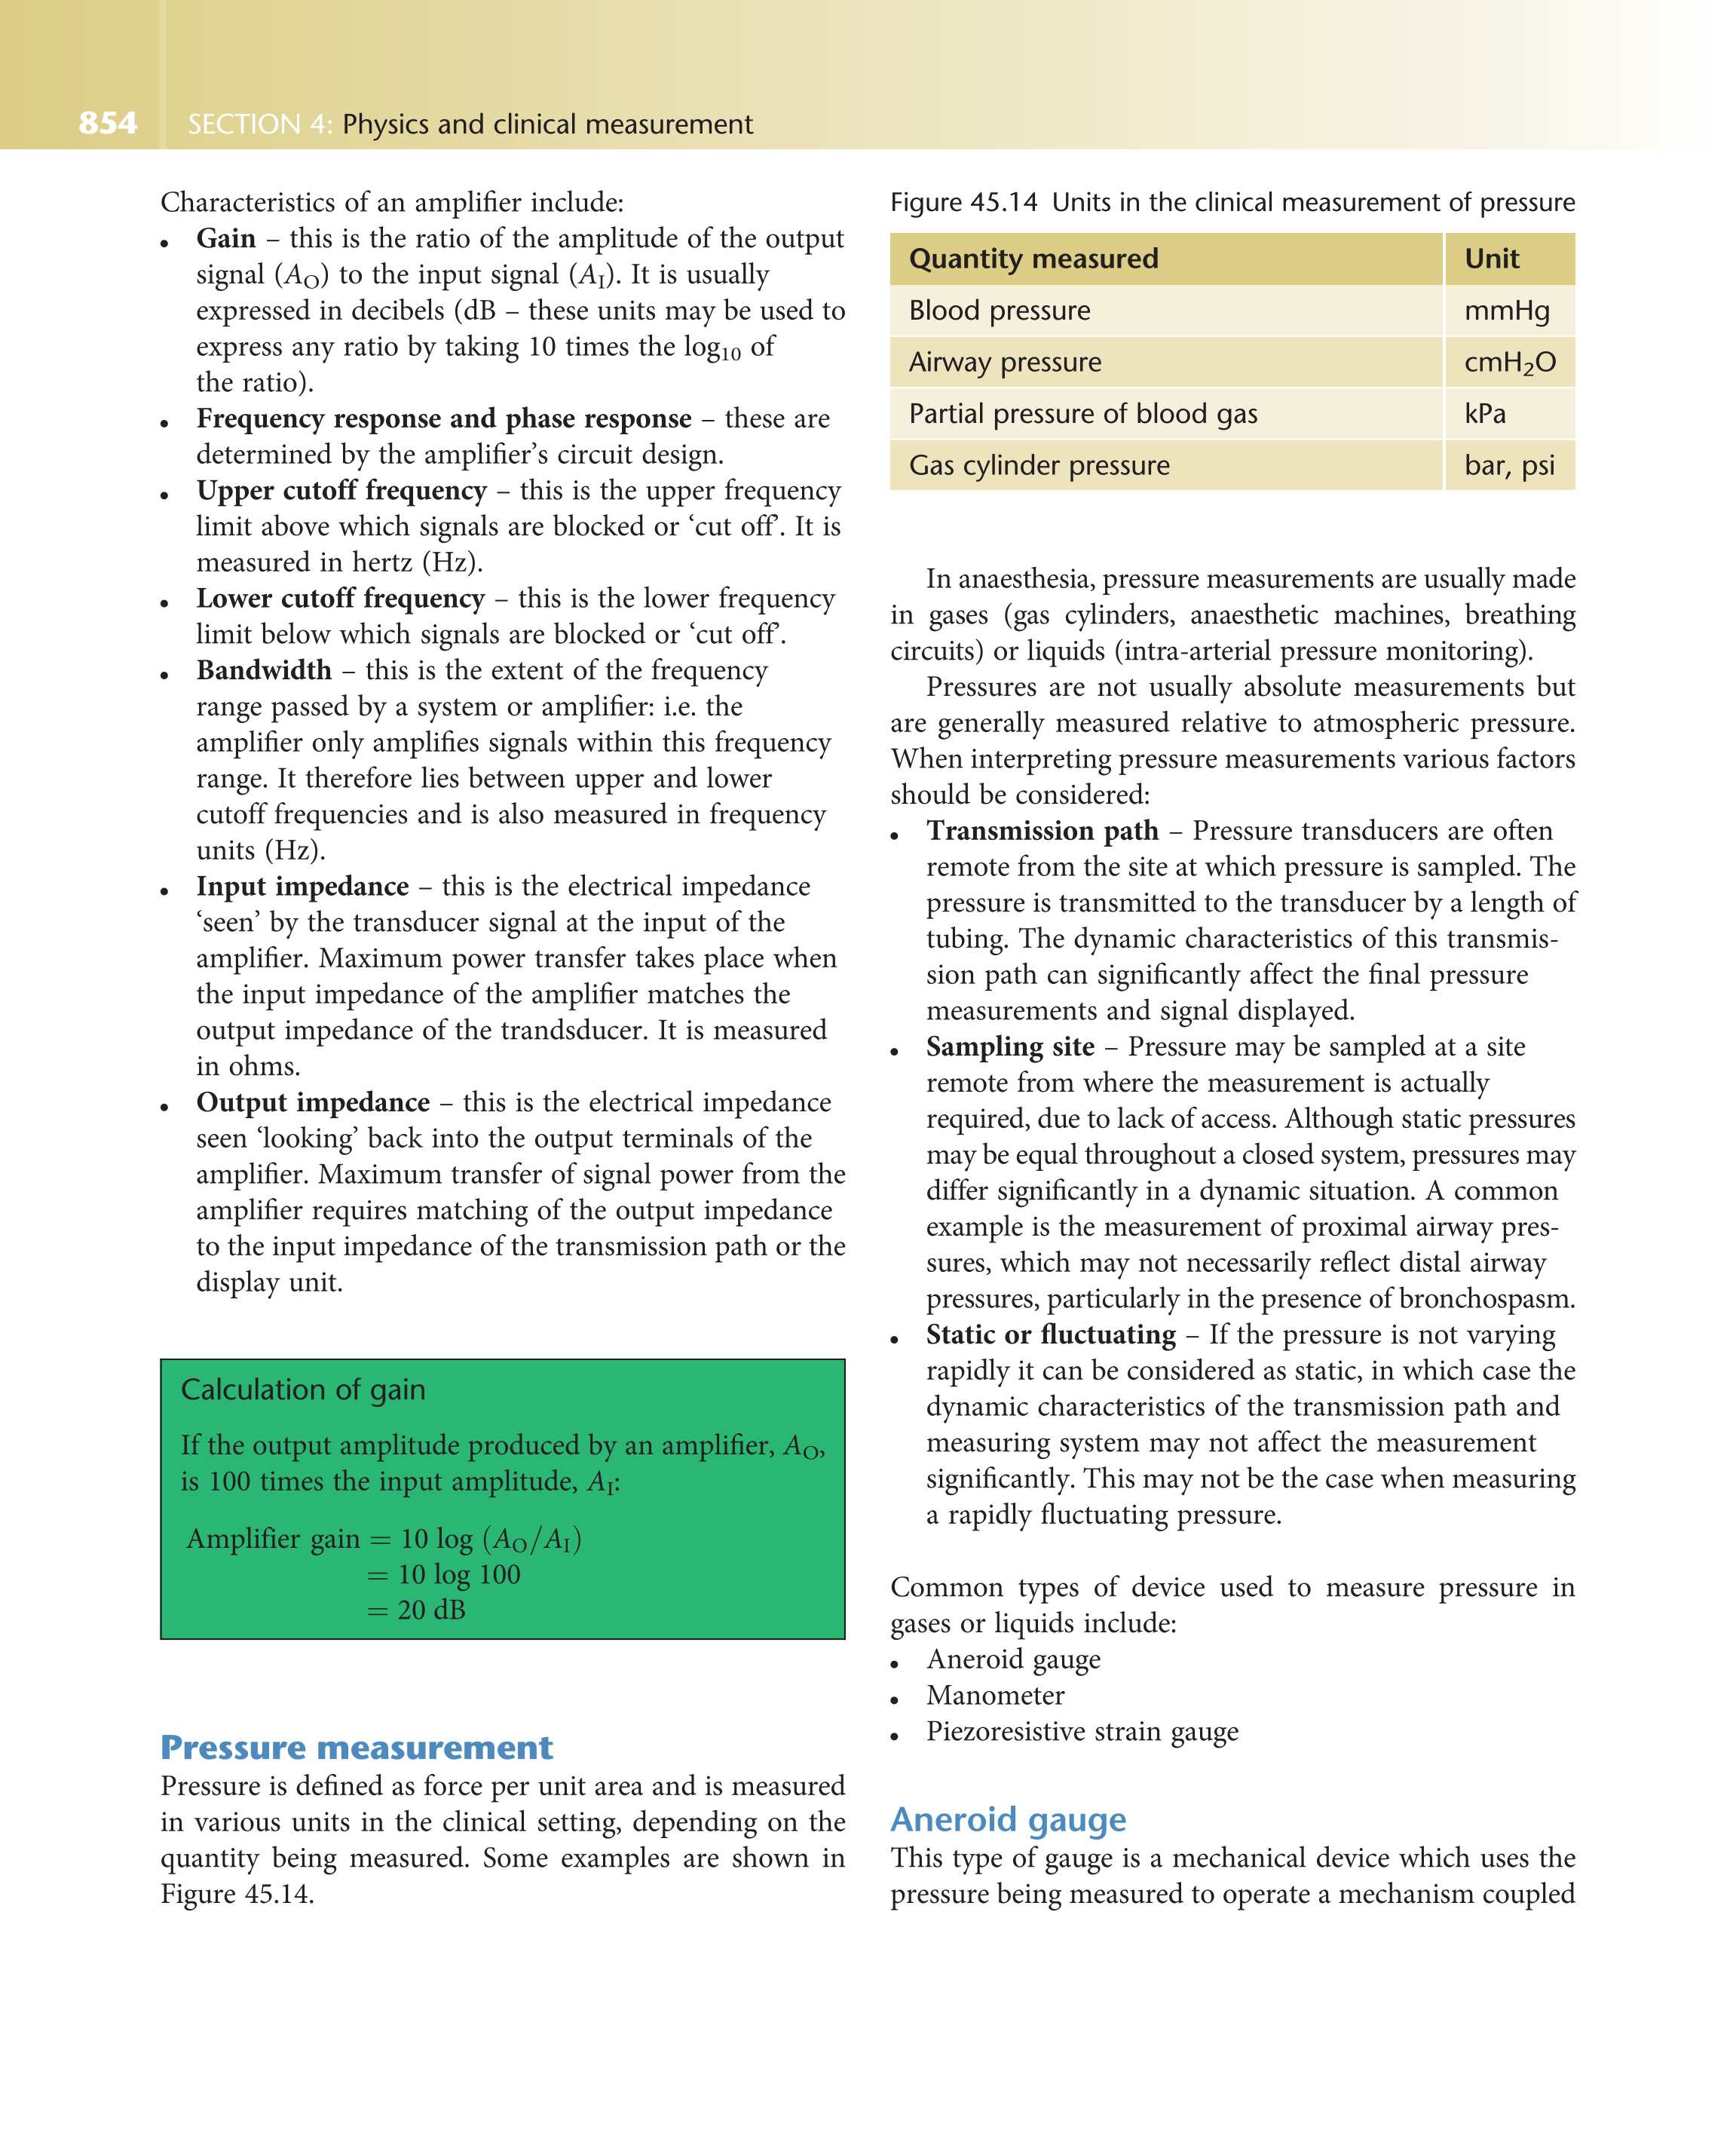 854 SECTION 4: Physics and clinical measurement
Characteristics of an amplifier include:
• Gain – this is the ratio of the amplitude of the output
signal (AO) to the input signal (AI). It is usually
expressed in decibels (dB – these units may be used to
express any ratio by taking 10 times the log10 of
the ratio).
• Frequency response and phase response – these are
determined by the amplifier's circuit design.
• Upper cutoff frequency – this is the upper frequency
limit above which signals are blocked or ‘cut off’. It is
measured in hertz (Hz).
• Lower cutoff frequency – this is the lower frequency
limit below which signals are blocked or ‘cut off’.
• Bandwidth – this is the extent of the frequency
range passed by a system or amplifier: i.e. the
amplifier only amplifies signals within this frequency
range. It therefore lies between upper and lower
cutoff frequencies and is also measured in frequency
units (Hz).
• Input impedance – this is the electrical impedance
‘seen’ by the transducer signal at the input of the
amplifier. Maximum power transfer takes place when
the input impedance of the amplifier matches the
output impedance of the trandsducer. It is measured
in ohms.
• Output impedance – this is the electrical impedance
seen ‘looking’ back into the output terminals of the
amplifier. Maximum transfer of signal power from the
amplifier requires matching of the output impedance
to the input impedance of the transmission path or the
display unit.
Calculation of gain
If the output amplitude produced by an amplifier, AO,
is 100 times the input amplitude, AI:
Amplifier gain = 10 log (AO/AI)
= 10 log 100
= 20 dB
Pressure measurement
Pressure is defined as force per unit area and is measured
in various units in the clinical setting, depending on the
quantity being measured. Some examples are shown in
Figure 45.14.
Figure 45.14 Units in the clinical measurement of pressure
Quantity measured Unit
Blood pressure mmHg
Airway pressure cmH2O
Partial pressure of blood gas kPa
Gas cylinder pressure bar, psi
In anaesthesia, pressure measurements are usually made
in gases (gas cylinders, anaesthetic machines, breathing
circuits) or liquids (intra-arterial pressure monitoring).
Pressures are not usually absolute measurements but
are generally measured relative to atmospheric pressure.
When interpreting pressure measurements various factors
should be considered:
• Transmission path – Pressure transducers are often
remote from the site at which pressure is sampled. The
pressure is transmitted to the transducer by a length of
tubing. The dynamic characteristics of this transmis-
sion path can significantly affect the final pressure
measurements and signal displayed.
• Sampling site – Pressure may be sampled at a site
remote from where the measurement is actually
required, due to lack of access. Although static pressures
may be equal throughout a closed system, pressures may
differ significantly in a dynamic situation. A common
example is the measurement of proximal airway pres-
sures, which may not necessarily reflect distal airway
pressures, particularly in the presence of bronchospasm.
• Static or fluctuating – If the pressure is not varying
rapidly it can be considered as static, in which case the
dynamic characteristics of the transmission path and
measuring system may not affect the measurement
significantly. This may not be the case when measuring
a rapidly fluctuating pressure.
Common types of device used to measure pressure in
gases or liquids include:
• Aneroid gauge
• Manometer
• Piezoresistive strain gauge
Aneroid gauge
This type of gauge is a mechanical device which uses the
pressure being measured to operate a mechanism coupled